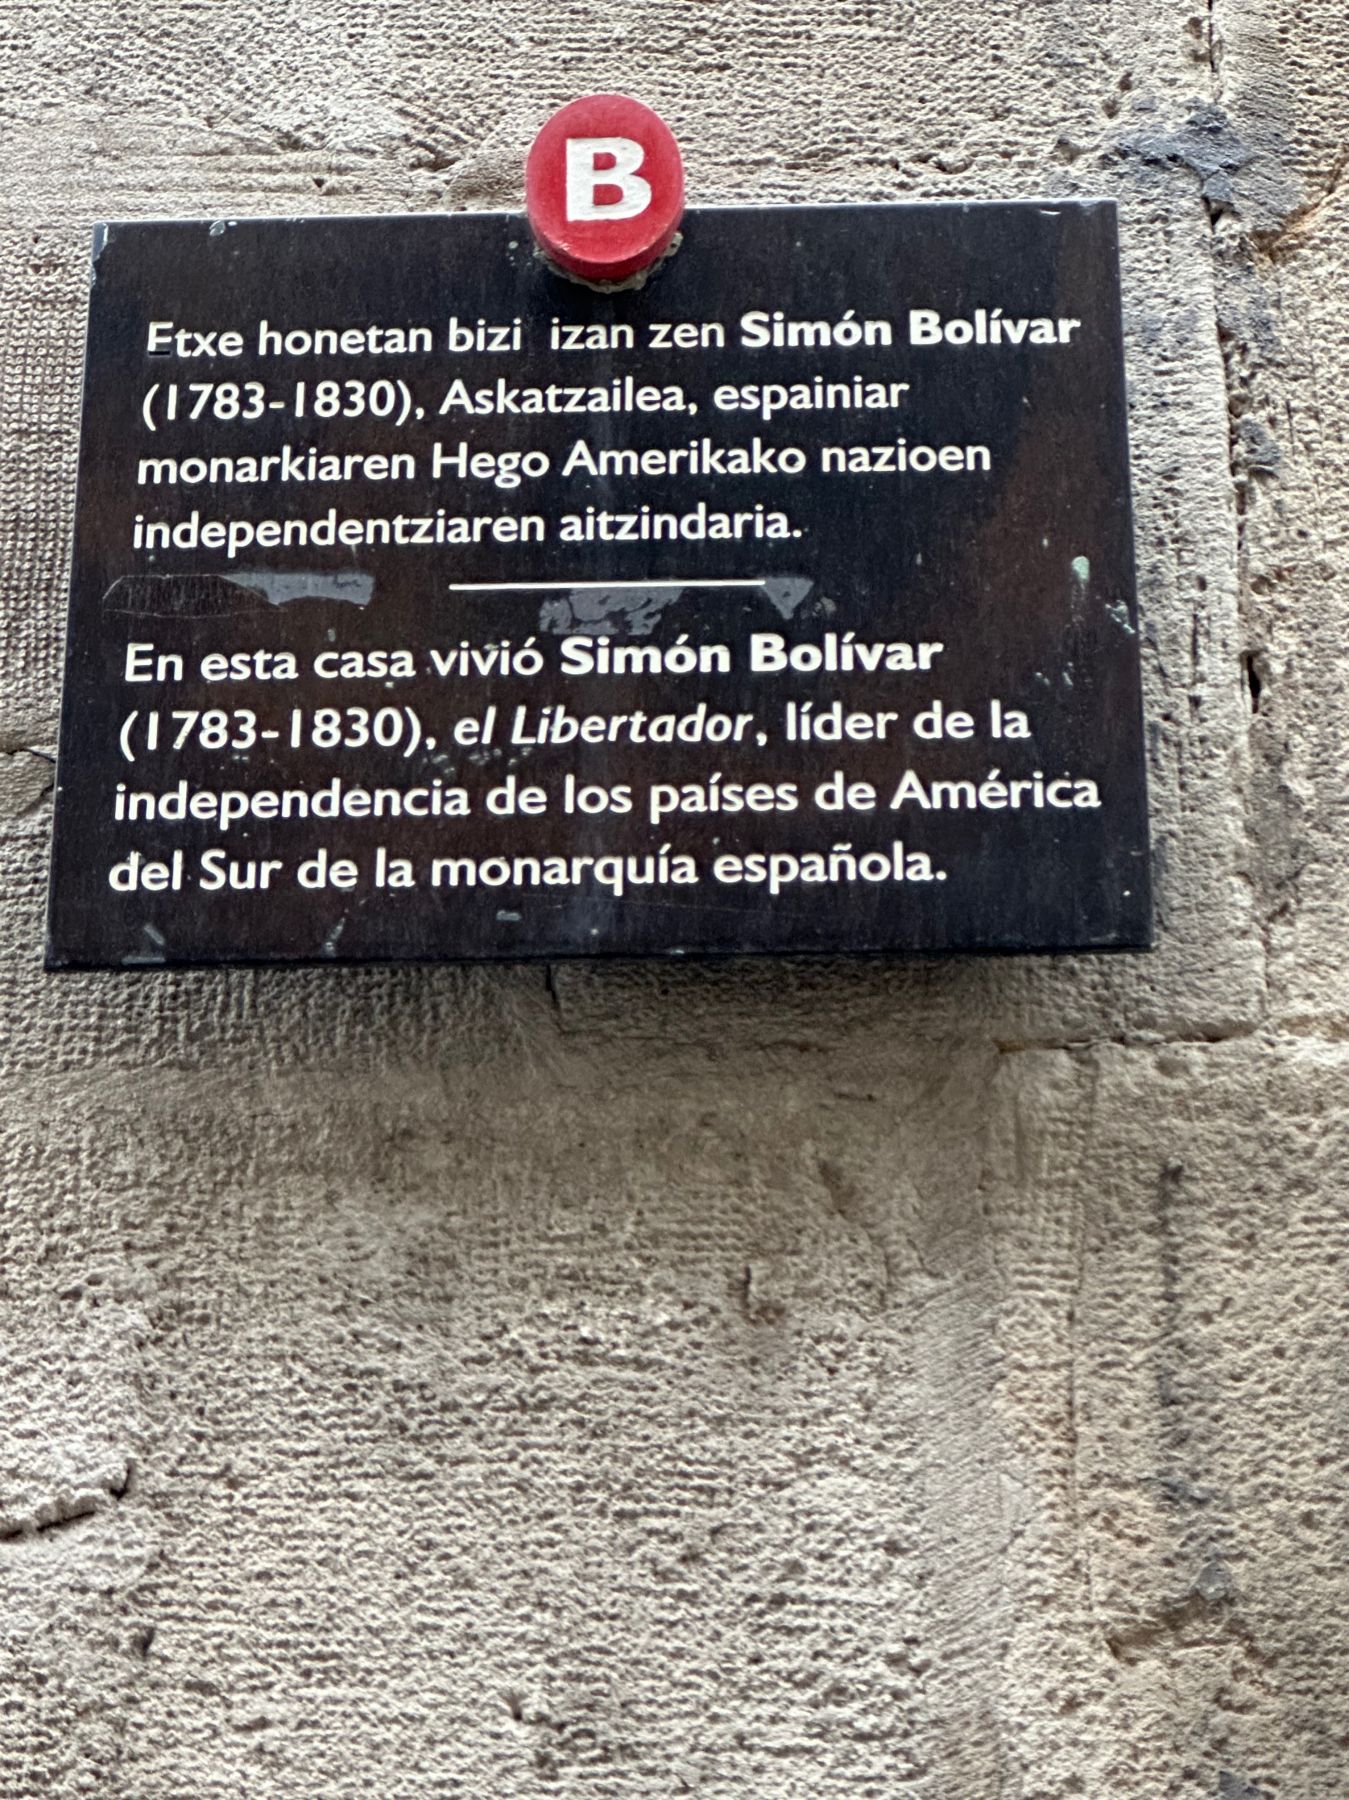 B
Etxe honetan bizi izan zen Simón Bolívar
(1783-1830), Askatzailea, espainiar
monarkiaren Hego Amerikako nazioen
independentziaren aitzindaria.
En esta casa vivió Simón Bolívar
(1783-1830), el Libertador, líder de la
independencia de los países de América
del Sur de la monarquía española.